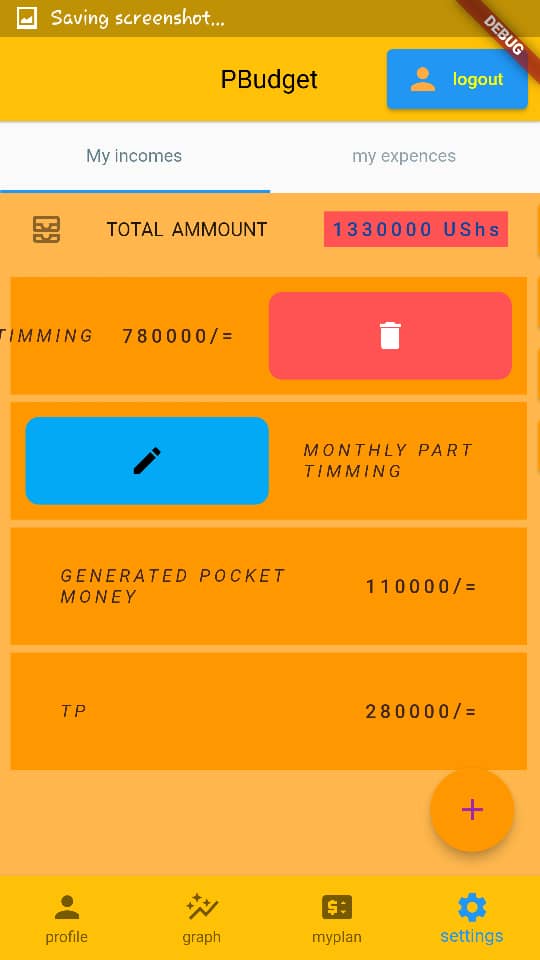 Saving screenshot...
DEBUG
PBudget
logout
My incomes
my expences
TOTAL AMMOUNT
1330000 UShs
TIMMING 780000/=
MONTHLY PART
TIMMING
GENERATED POCKET
MONEY
110000/=
TP
280000/=
+
profile
graph
myplan
settings